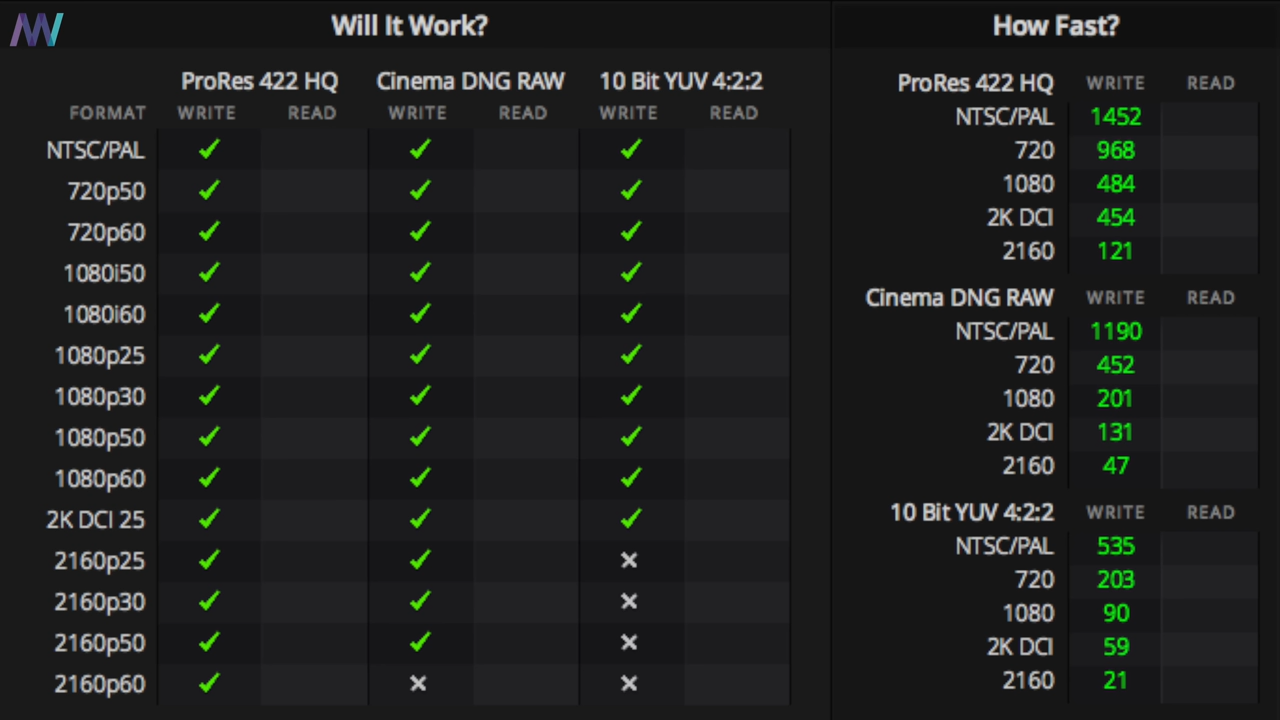 Will It Work?
ProRes 422 HQ Cinema DNG RAW 10 Bit YUV 4:2:2
FORMAT WRITE READ WRITE READ WRITE READ
NTSC/PAL ✓ ✓ ✓
720p50 ✓ ✓ ✓
720p60 ✓ ✓ ✓
1080i50 ✓ ✓ ✓
1080i60 ✓ ✓ ✓
1080p25 ✓ ✓ ✓
1080p30 ✓ ✓ ✓
1080p50 ✓ ✓ ✓
1080p60 ✓ ✓ ✓
2K DCI 25 ✓ ✓ ✓
2160p25 ✓ ✓ ×
2160p30 ✓ ✓ ×
2160p50 ✓ ✓ ×
2160p60 ✓ × ×
How Fast?
ProRes 422 HQ WRITE READ
NTSC/PAL 1452
720 968
1080 484
2K DCI 454
2160 121
Cinema DNG RAW WRITE READ
NTSC/PAL 1190
720 452
1080 201
2K DCI 131
2160 47
10 Bit YUV 4:2:2 WRITE READ
NTSC/PAL 535
720 203
1080 90
2K DCI 59
2160 21